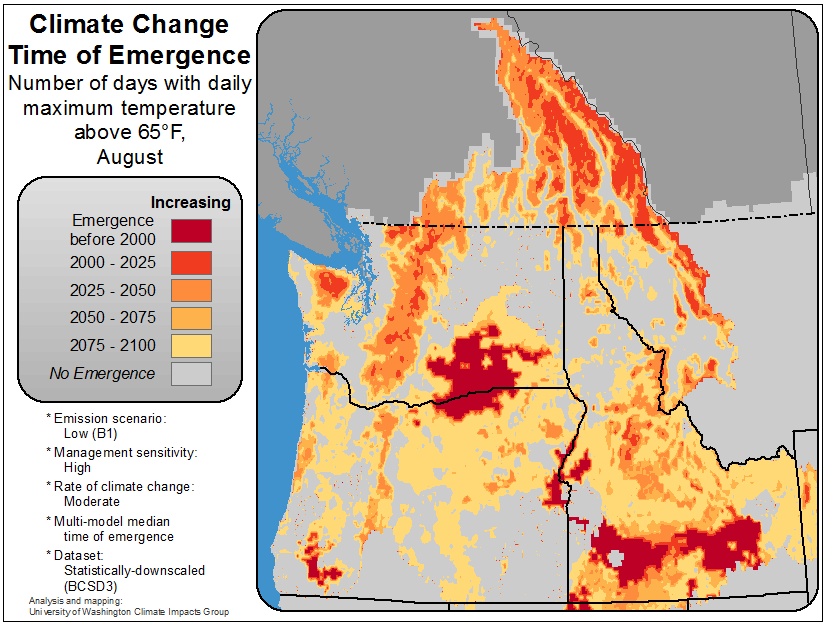 Climate Change
Time of Emergence
Number of days with daily
maximum temperature
above 65°F,
August
Increasing
Emergence
before 2000
2000 - 2025
2025 - 2050
2050 - 2075
2075 - 2100
No Emergence
* Emission scenario:
Low (B1)
* Management sensitivity:
High
* Rate of climate change:
Moderate
* Multi-model median
time of emergence
* Dataset:
Statistically-downscaled
(BCSD3)
Analysis and mapping:
University of Washington Climate Impacts Group